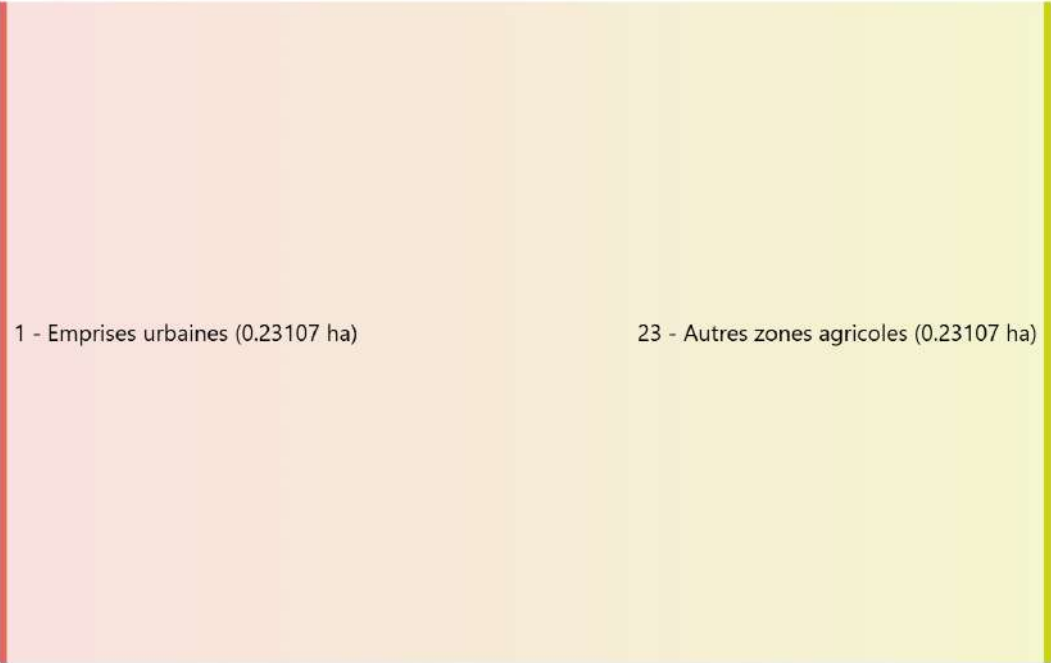 1 - Emprises urbaines (0.23107 ha)
23 - Autres zones agricoles (0.23107 ha)